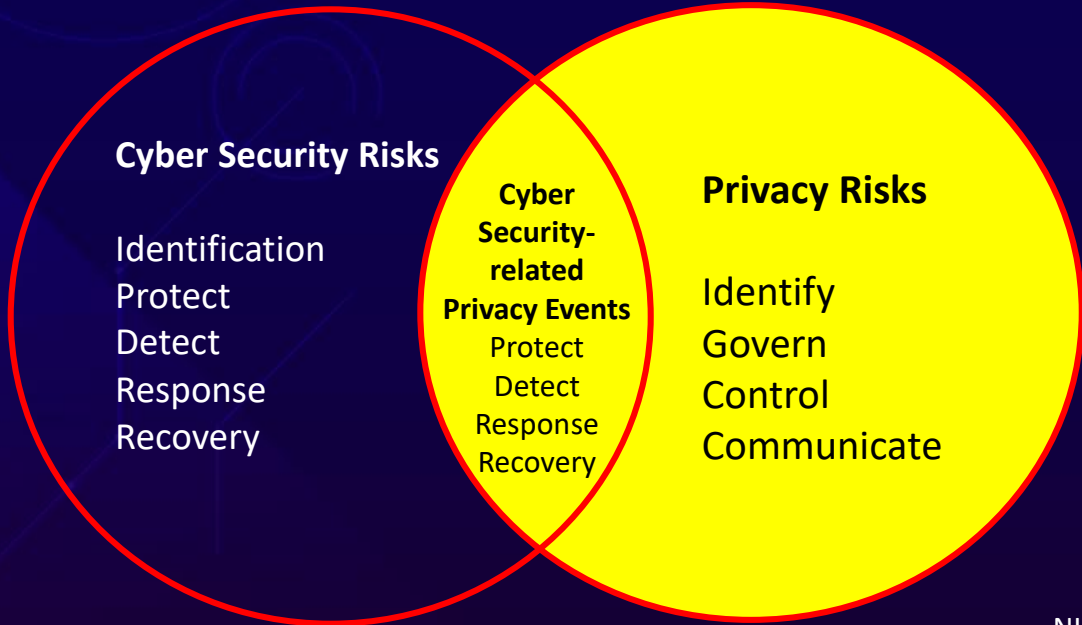 Cyber Security Risks
Identification
Protect
Detect
Response
Recovery
Cyber
Security-
related
Privacy Events
Protect
Detect
Response
Recovery
Privacy Risks
Identify
Govern
Control
Communicate